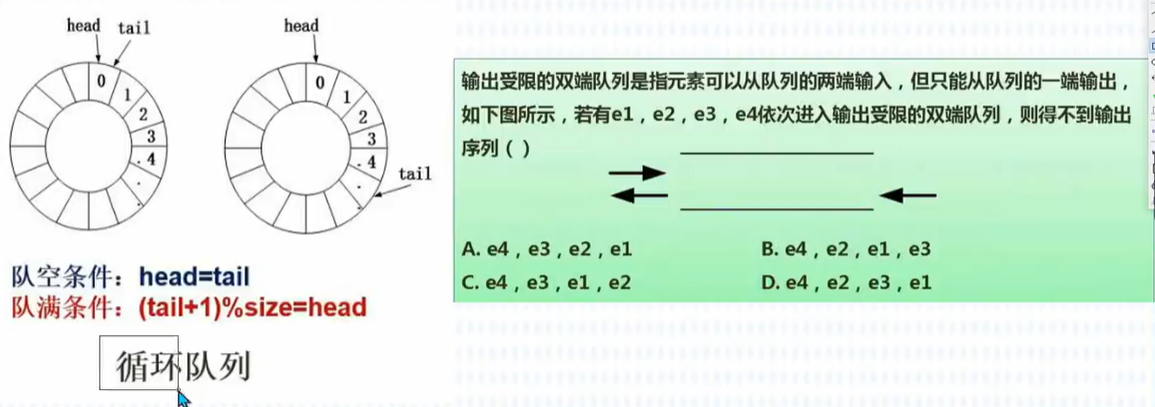 head tail
0
1
2
3
. 4
.
.
head
0
1
2
3
. 4
.
.
tail
队空条件：head=tail
队满条件：(tail+1)%size=head
循环队列
输出受限的双端队列是指元素可以从队列的两端输入，但只能从队列的一端输出，
如下图所示，若有e1，e2，e3，e4依次进入输出受限的双端队列，则得不到输出
序列（ ）
A. e4，e3，e2，e1 B. e4，e2，e1，e3
C. e4，e3，e1，e2 D. e4，e2，e3，e1